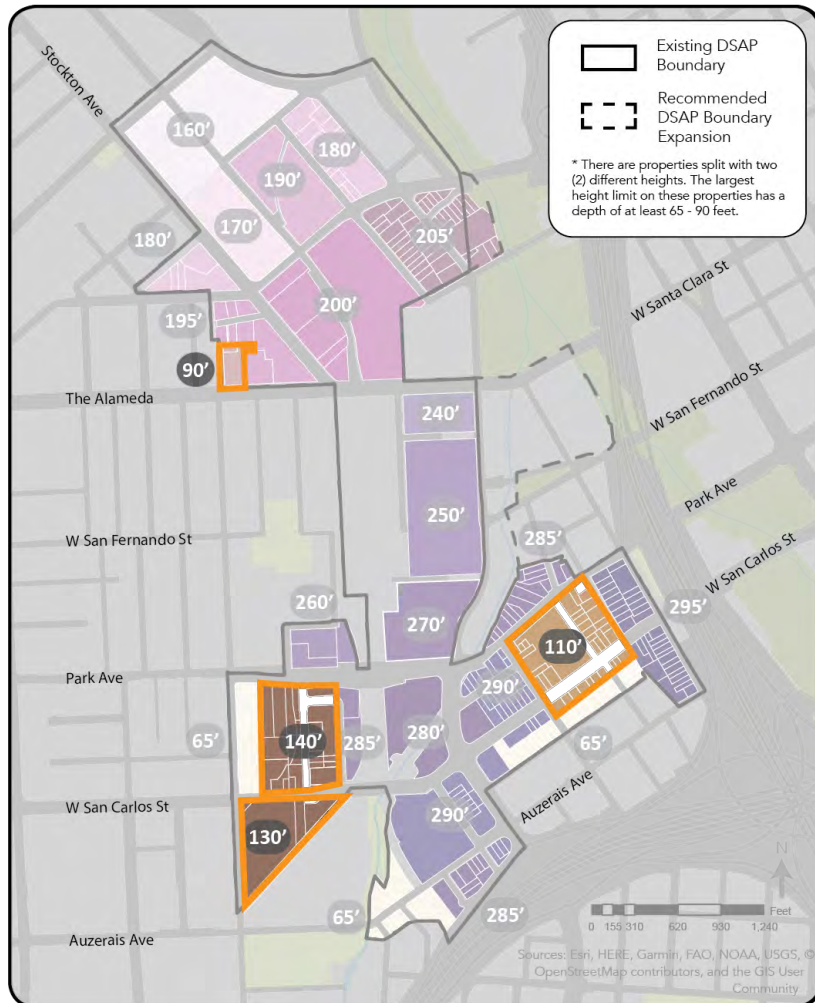 Existing DSAP
Boundary
Recommended
DSAP Boundary
Expansion
* There are properties split with two
(2) different heights. The largest
height limit on these properties has a
depth of at least 65 - 90 feet.
Stockton Ave
160'
180'
190'
180'
170'
205'
200'
195'
90'
W Santa Clara St
The Alameda
W San Fernando St
240'
250'
Park Ave
W San Fernando St
285'
W San Carlos St
260'
270'
295'
110'
Park Ave
290'
65'
140'
285'
280'
65'
W San Carlos St
Auzerais Ave
290'
130'
N
65'
285'
Feet
0 155 310 620 930 1,240
Auzerais Ave
Sources: Esri, HERE, Garmin, FAO, NOAA, USGS, ©
OpenStreetMap contributors, and the GIS User
Community